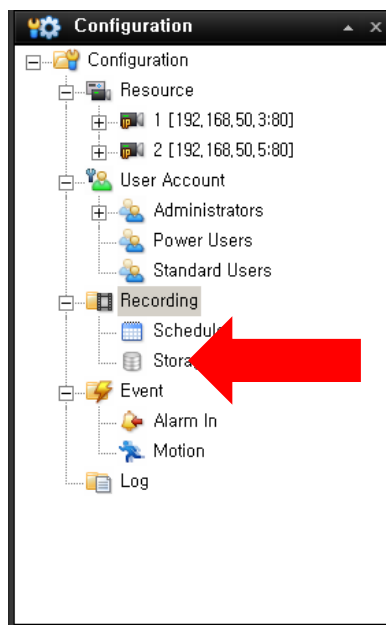 Configuration
Configuration
Resource
1 [192,168,50,3:80]
2 [192,168,50,5:80]
User Account
Administrators
Power Users
Standard Users
Recording
Schedule
Stora
Event
Alarm In
Motion
Log